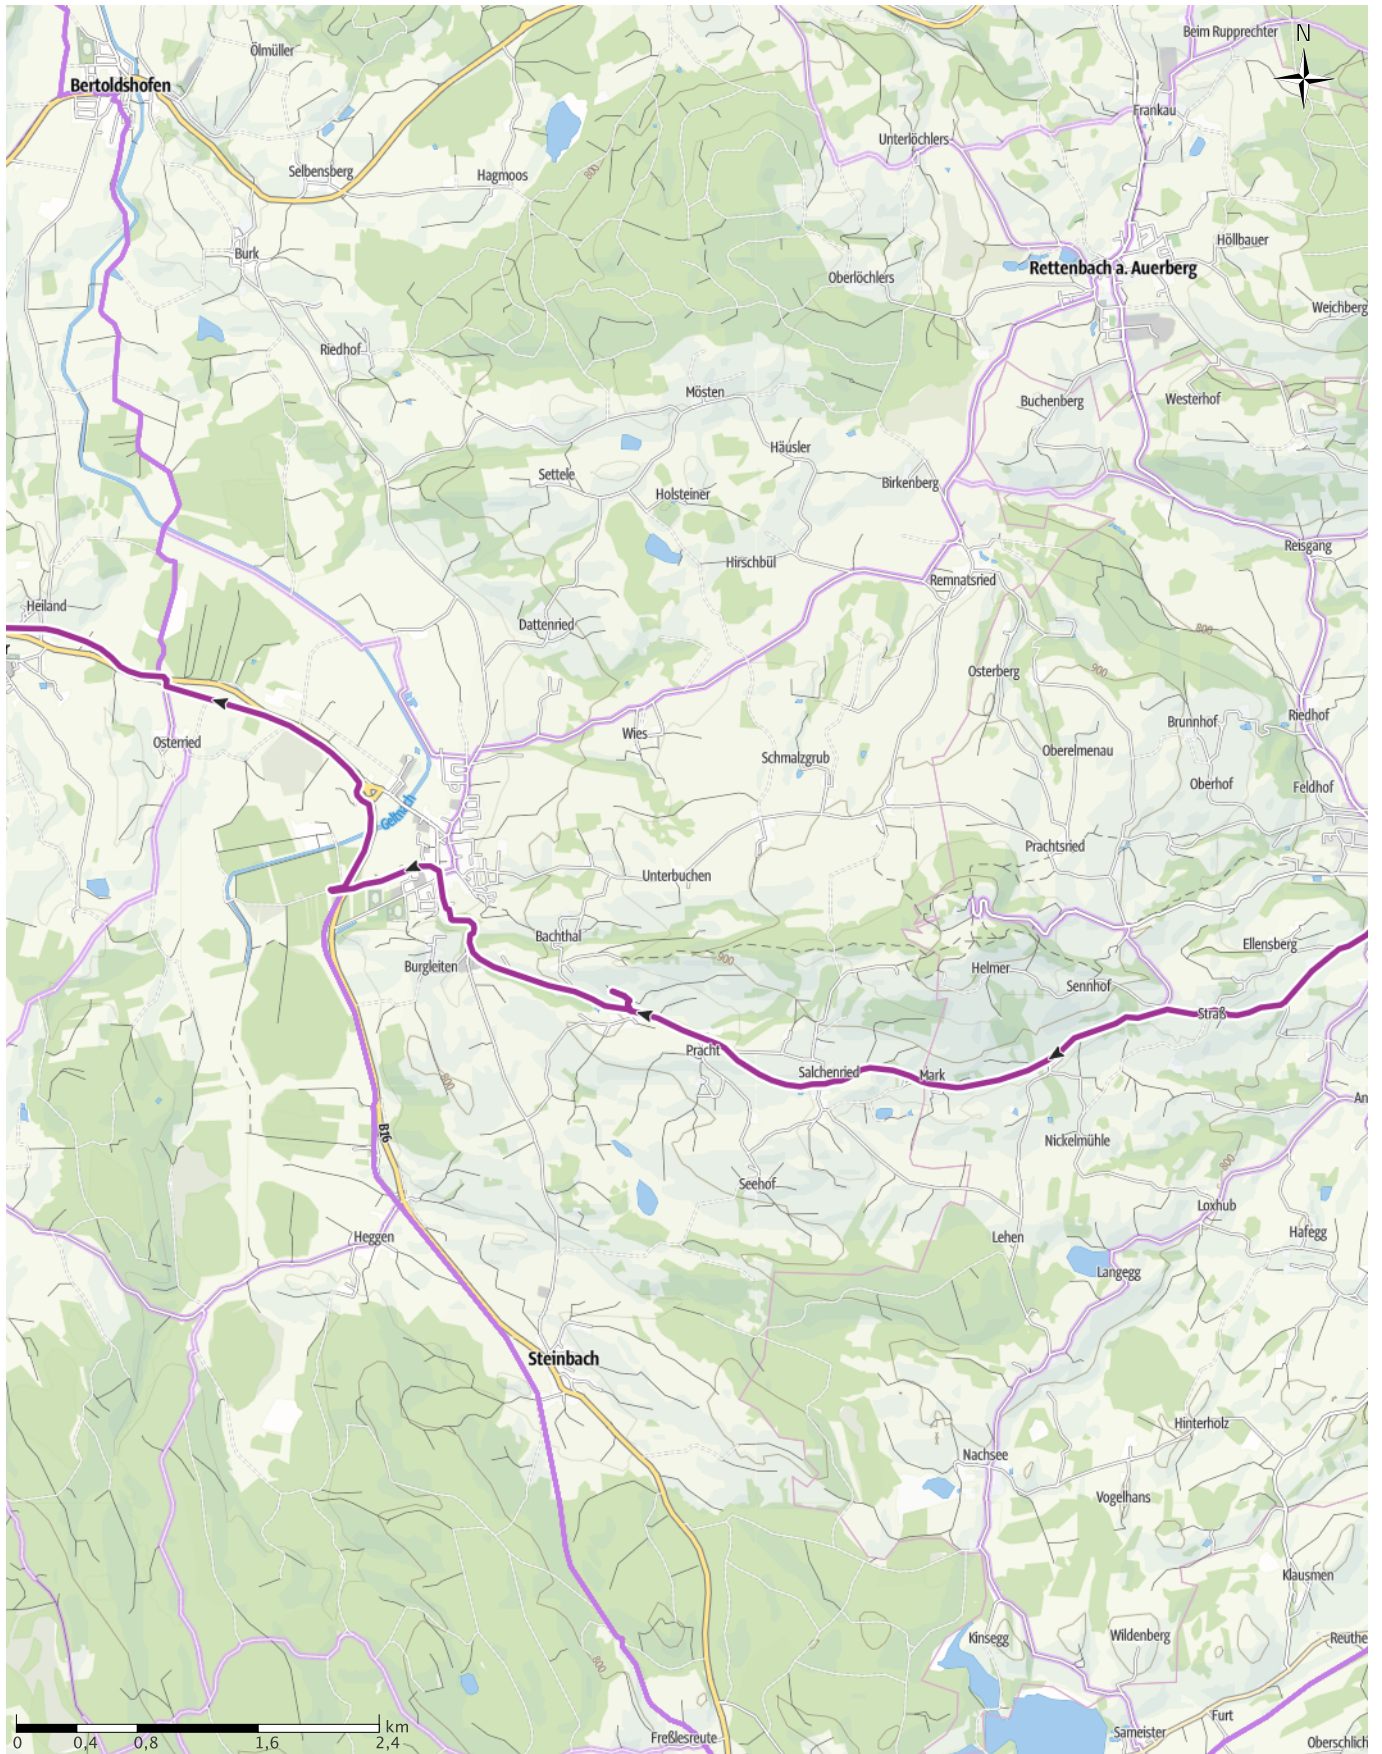 Beim Rupprechter
N
Ölmüller
Bertoldshofen
Frankau
Unterlöchlers
Selbensberg
Hagmoos
800
Burk
Höllbauer
Rettenbach a. Auerberg
Oberlöchlers
Weichberg
Riedhof
Mösten
Buchenberg
Westerhof
Häusler
Settele
Birkenberg
Holsteiner
Reisgang
Hirschbül
Remnatsried
Heiland
Dattenried
800
r
Osterberg
900
Riedhof
Brunnhof
Wies
Osterried
Oberelmenau
Schmalzgrub
Oberhof
Feldhof
Geltnach
Prachtsried
Unterbuchen
Bachthal
Ellensberg
900
Burgleiten
Helmer
Sennhof
Straß
Pracht
Salchenried
Mark
800
An
B16
Nickelmühle
800
Seehof
Loxhub
Heggen
Lehen
Hafegg
Langegg
Steinbach
Hinterholz
Nachsee
Vogelhans
Klausmen
Kinsegg
Wildenberg
Reuthe
800
Furt
km
Freßlesreute
Sameister
0 0,4 0,8 1,6 2,4
Oberschlich